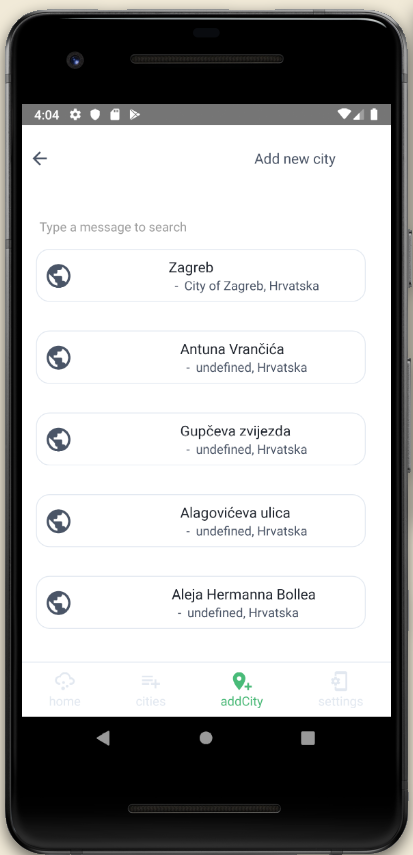 4:04
Add new city
Type a message to search
Zagreb
- City of Zagreb, Hrvatska
Antuna Vrančića
- undefined, Hrvatska
Gupčeva zvijezda
- undefined, Hrvatska
Alagovićeva ulica
- undefined, Hrvatska
Aleja Hermanna Bollea
- undefined, Hrvatska
home cities addCity settings